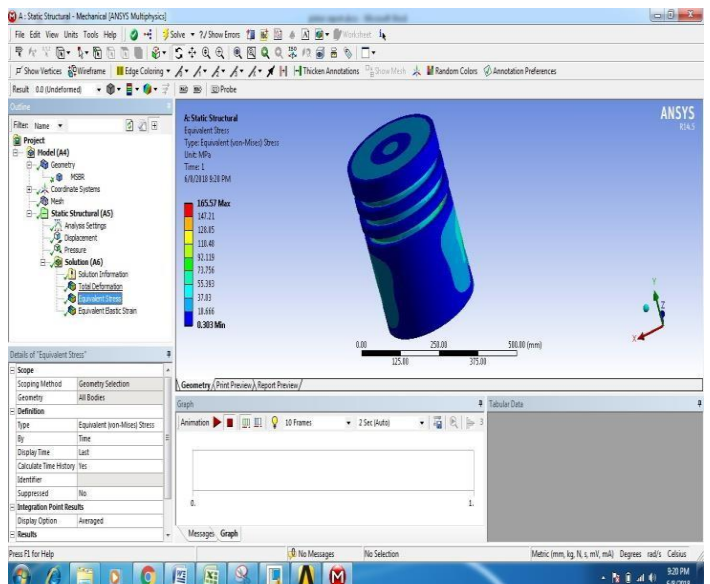 A : Static Structural - Mechanical [ANSYS Multiphysics]
File Edit View Units Tools Help Solve ?/Show Errors Worksheet
Show Vertices Wireframe Edge Coloring Thicken Annotations Show Mesh Random Colors Annotation Preferences
Result 0.0 (Undeformed) Probe
Outline
Filter: Name
Project
Model (A4)
Geometry
MSBR
Coordinate Systems
Mesh
Static Structural (A5)
Analysis Settings
Displacement
Pressure
Solution (A6)
Solution Information
Total Deformation
Equivalent Stress
Equivalent Elastic Strain
A: Static Structural
Equivalent Stress
Type: Equivalent (von-Mises) Stress
Unit: MPa
Time: 1
6/8/2018 9:20 PM
165.57 Max
147.21
128.85
110.48
92.119
73.756
55.393
37.03
18.666
0.303 Min
ANSYS
R14.5
Y
Z
X
0.00 250.00 500.00 (mm)
125.00 375.00
Geometry Print Preview Report Preview
Details of "Equivalent Stress"
Scope
Scoping Method Geometry Selection
Geometry All Bodies
Definition
Type Equivalent (von-Mises) Stress
By Time
Display Time Last
Calculate Time History Yes
Identifier
Suppressed No
Integration Point Results
Display Option Averaged
Results
Graph
Animation 10 Frames 2 Sec (Auto) 3
0. 1.
Messages Graph
Tabular Data
Press F1 for Help No Messages No Selection Metric (mm, kg, N, s, mV, mA) Degrees rad/s Celsius
9:20 PM
6/8/2018